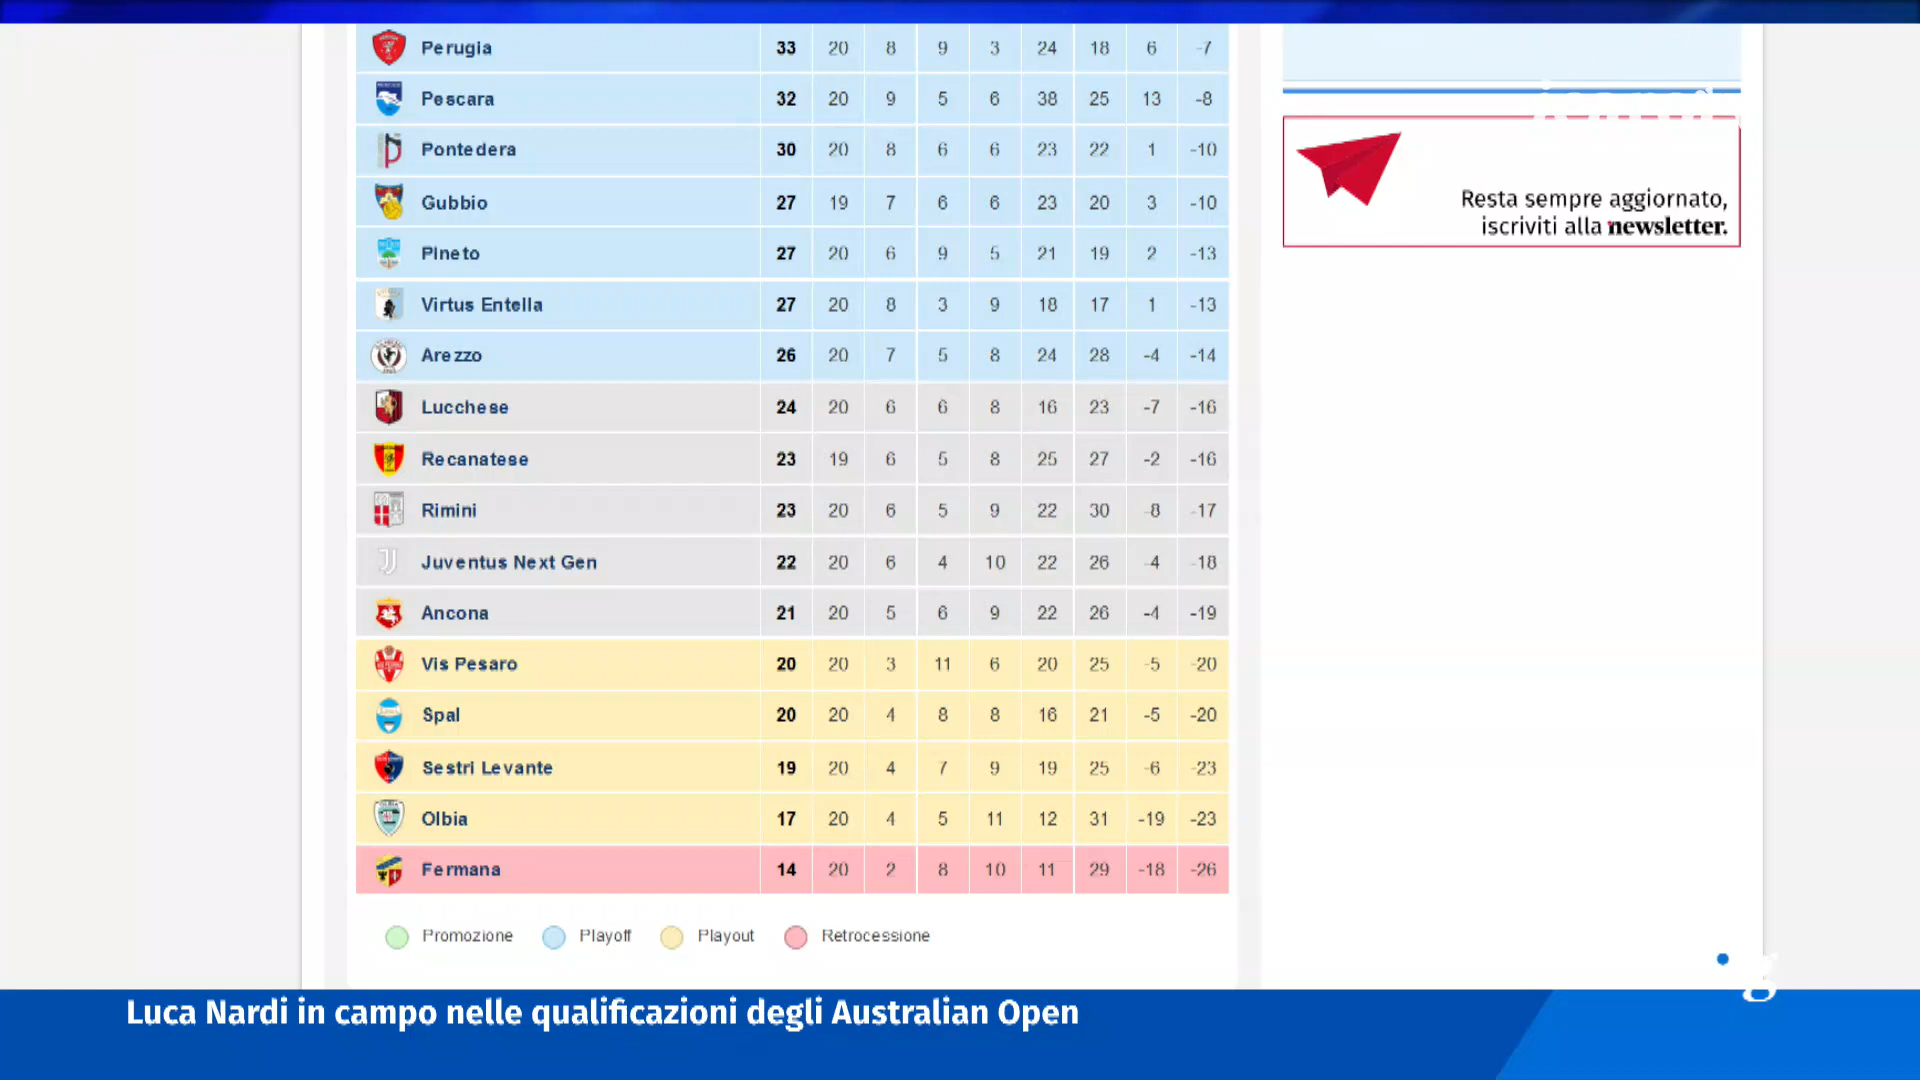 Perugia 33 20 8 9 3 24 18 6 -7
Pescara 32 20 9 5 6 38 25 13 -8
Pontedera 30 20 8 6 6 23 22 1 -10
Gubbio 27 19 7 6 6 23 20 3 -10
Pineto 27 20 6 9 5 21 19 2 -13
Virtus Entella 27 20 8 3 9 18 17 1 -13
Arezzo 26 20 7 5 8 24 28 -4 -14
Lucchese 24 20 6 6 8 16 23 -7 -16
Recanatese 23 19 6 5 8 25 27 -2 -16
Rimini 23 20 6 5 9 22 30 -8 -17
Juventus Next Gen 22 20 6 4 10 22 26 -4 -18
Ancona 21 20 5 6 9 22 26 -4 -19
Vis Pesaro 20 20 3 11 6 20 25 -5 -20
Spal 20 20 4 8 8 16 21 -5 -20
Sestri Levante 19 20 4 7 9 19 25 -6 -23
Olbia 17 20 4 5 11 12 31 -19 -23
Fermana 14 20 2 8 10 11 29 -18 -26
Promozione Playoff Playout Retrocessione
Resta sempre aggiornato,
iscriviti alla newsletter.
Luca Nardi in campo nelle qualificazioni degli Australian Open